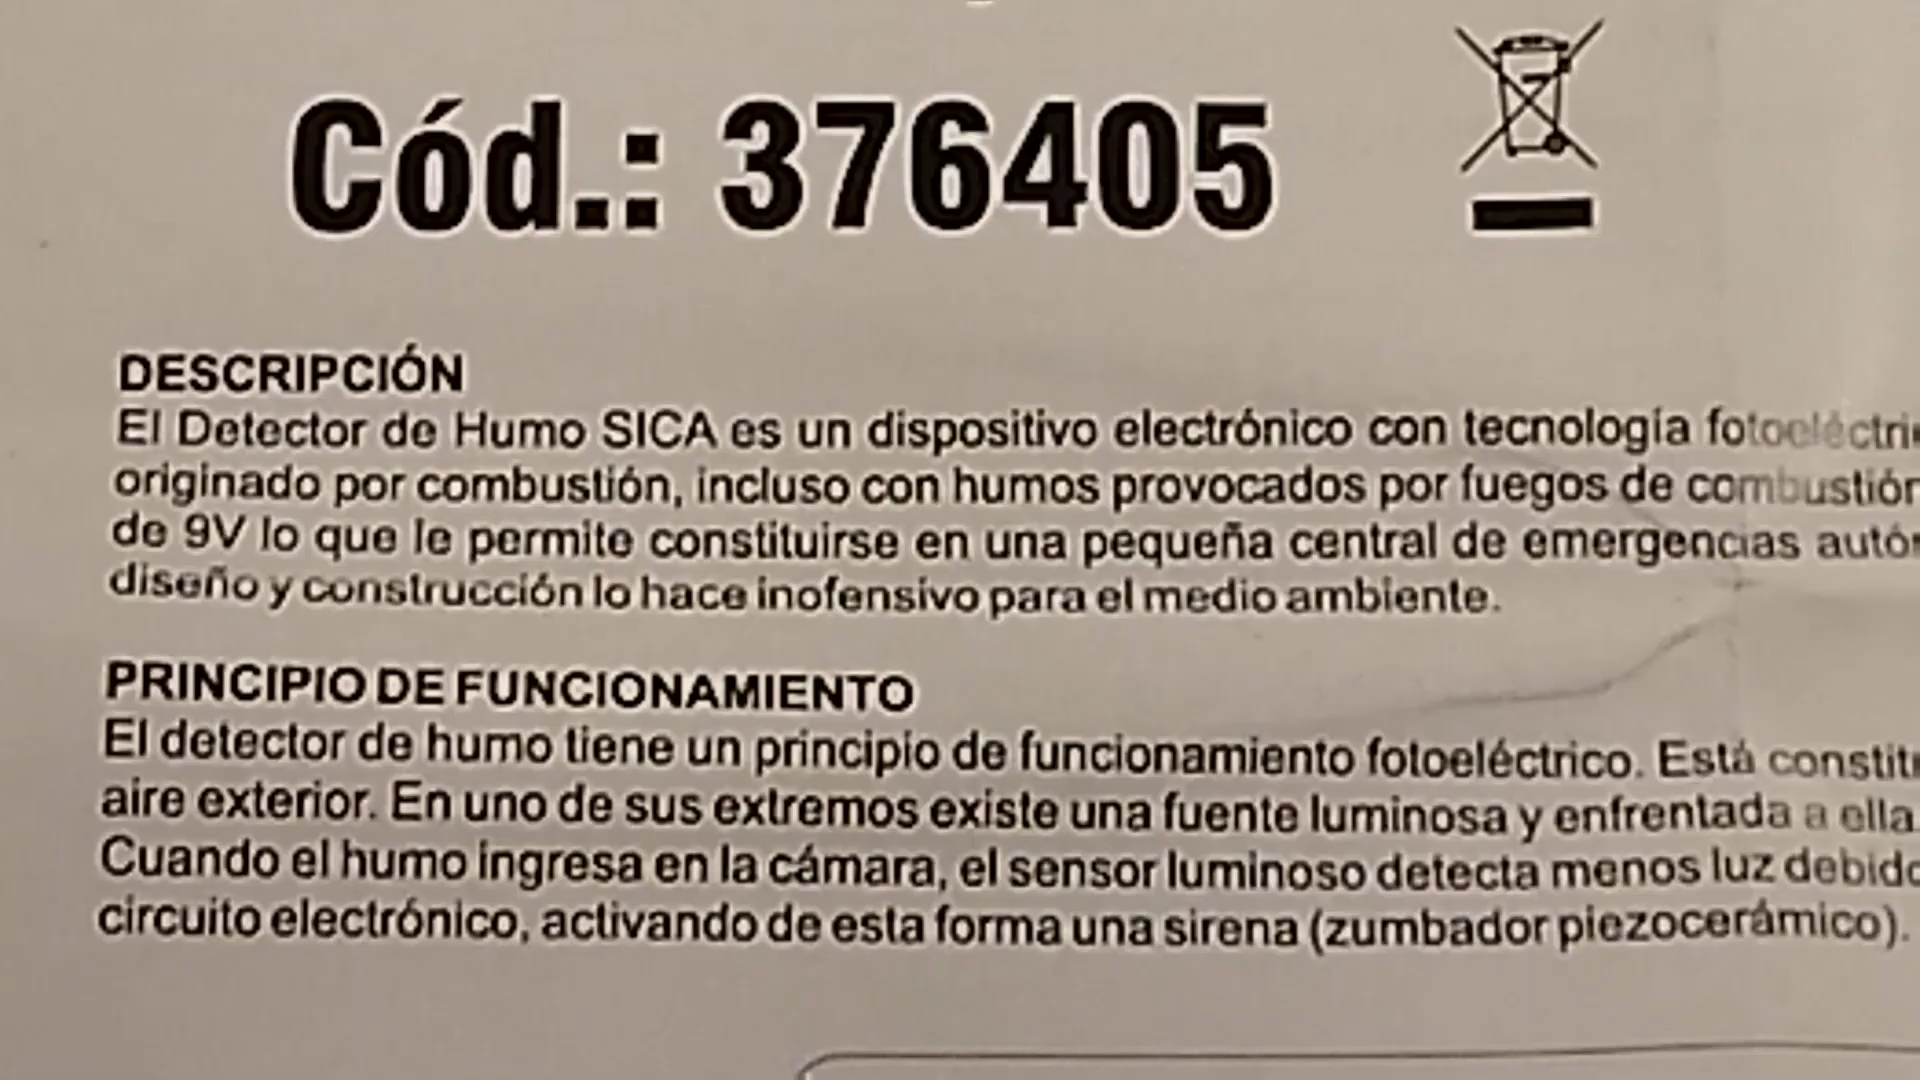 Cód.: 376405
DESCRIPCIÓN
El Detector de Humo SICA es un dispositivo electrónico con tecnología
originado por combustión, incluso con humos provocados por fuegos de
de 9V lo que le permite constituirse en una pequeña central de emergencias
diseño y construcción lo hace inofensivo para el medio ambiente.
PRINCIPIO DE FUNCIONAMIENTO
El detector de humo tiene un principio de funcionamiento fotoeléctrico. Está
aire exterior. En uno de sus extremos existe una fuente luminosa y enfrentada a ella
Cuando el humo ingresa en la cámara, el sensor luminoso detecta menos luz
circuito electrónico, activando de esta forma una sirena (zumbador piezocerámico).